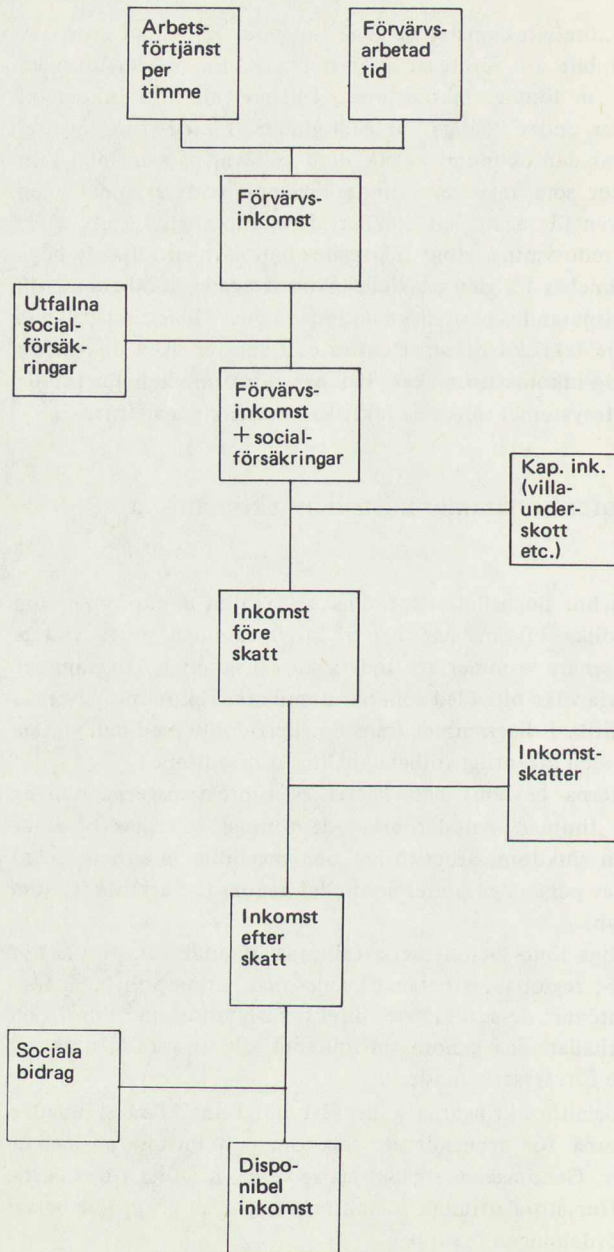 Arbets-
förtjänst
per
timme
Förvärvs-
arbetad
tid
Förvärvs-
inkomst
Utfallna
social-
försäk-
ringar
Förvärvs-
inkomst
+ social-
försäkringar
Kap. ink.
(villa-
under-
skott
etc.)
Inkomst
före
skatt
Inkomst-
skatter
Inkomst
efter
skatt
Sociala
bidrag
Dispo-
nibel
inkomst